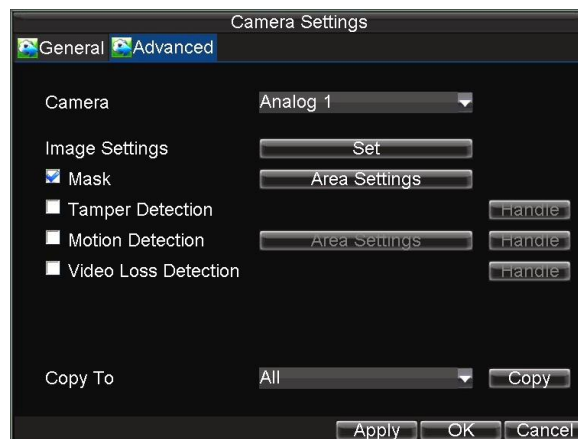 Camera Settings
General Advanced
Camera Analog 1
Image Settings Set
Mask Area Settings
Tamper Detection Handle
Motion Detection Area Settings Handle
Video Loss Detection Handle
Copy To All Copy
Apply OK Cancel